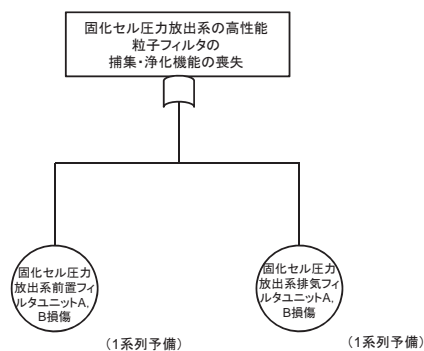 固化セル圧力放出系の高性能
粒子フィルタの
捕集・浄化機能の喪失
固化セル圧力
放出系前置フィ
ルタユニットA,
B損傷
(1系列予備)
固化セル圧力
放出系排気フィ
ルタユニットA,
B損傷
(1系列予備)